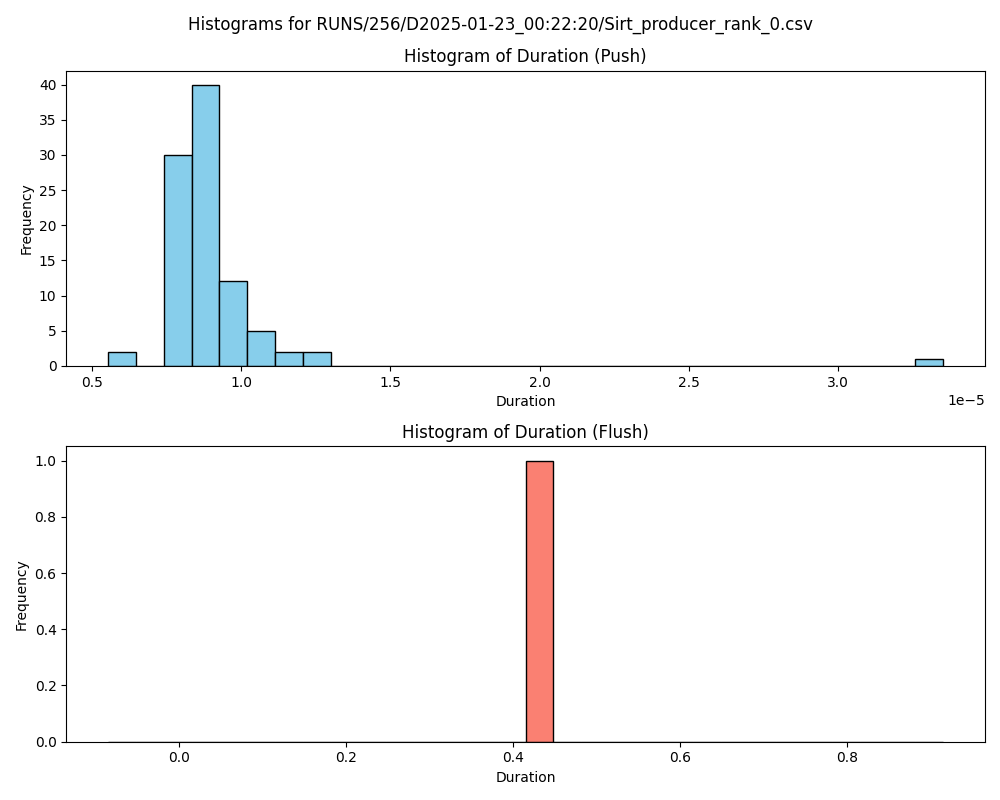 Histograms for RUNS/256/D2025-01-23_00:22:20/Sirt_producer_rank_0.csv
Histogram of Duration (Push)
40
35
30
25
20
15
10
5
0
Frequency
0.5 1.0 1.5 2.0 2.5 3.0
1e−5
Duration
Histogram of Duration (Flush)
1.0
0.8
0.6
0.4
0.2
0.0
Frequency
0.0 0.2 0.4 0.6 0.8
Duration